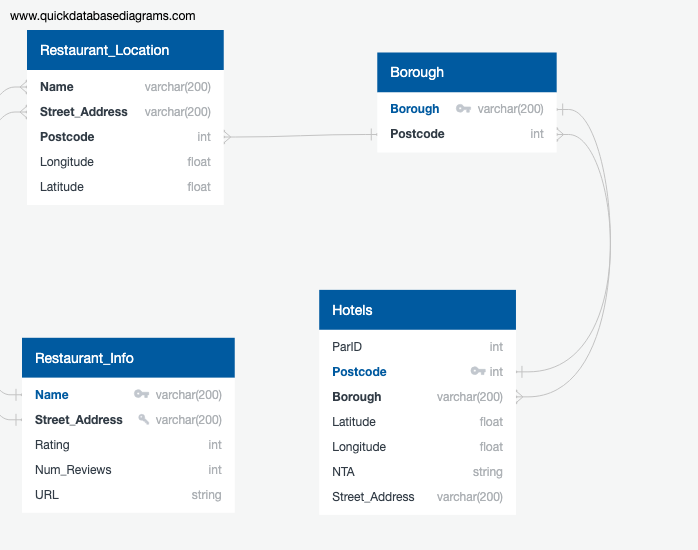 www.quickdatabasediagrams.com
Restaurant_Location
Name varchar(200)
Street_Address varchar(200)
Postcode int
Longitude float
Latitude float
Borough
Borough varchar(200)
Postcode int
Hotels
ParID int
Postcode int
Borough varchar(200)
Latitude float
Longitude float
NTA string
Street_Address varchar(200)
Restaurant_Info
Name varchar(200)
Street_Address varchar(200)
Rating int
Num_Reviews int
URL string